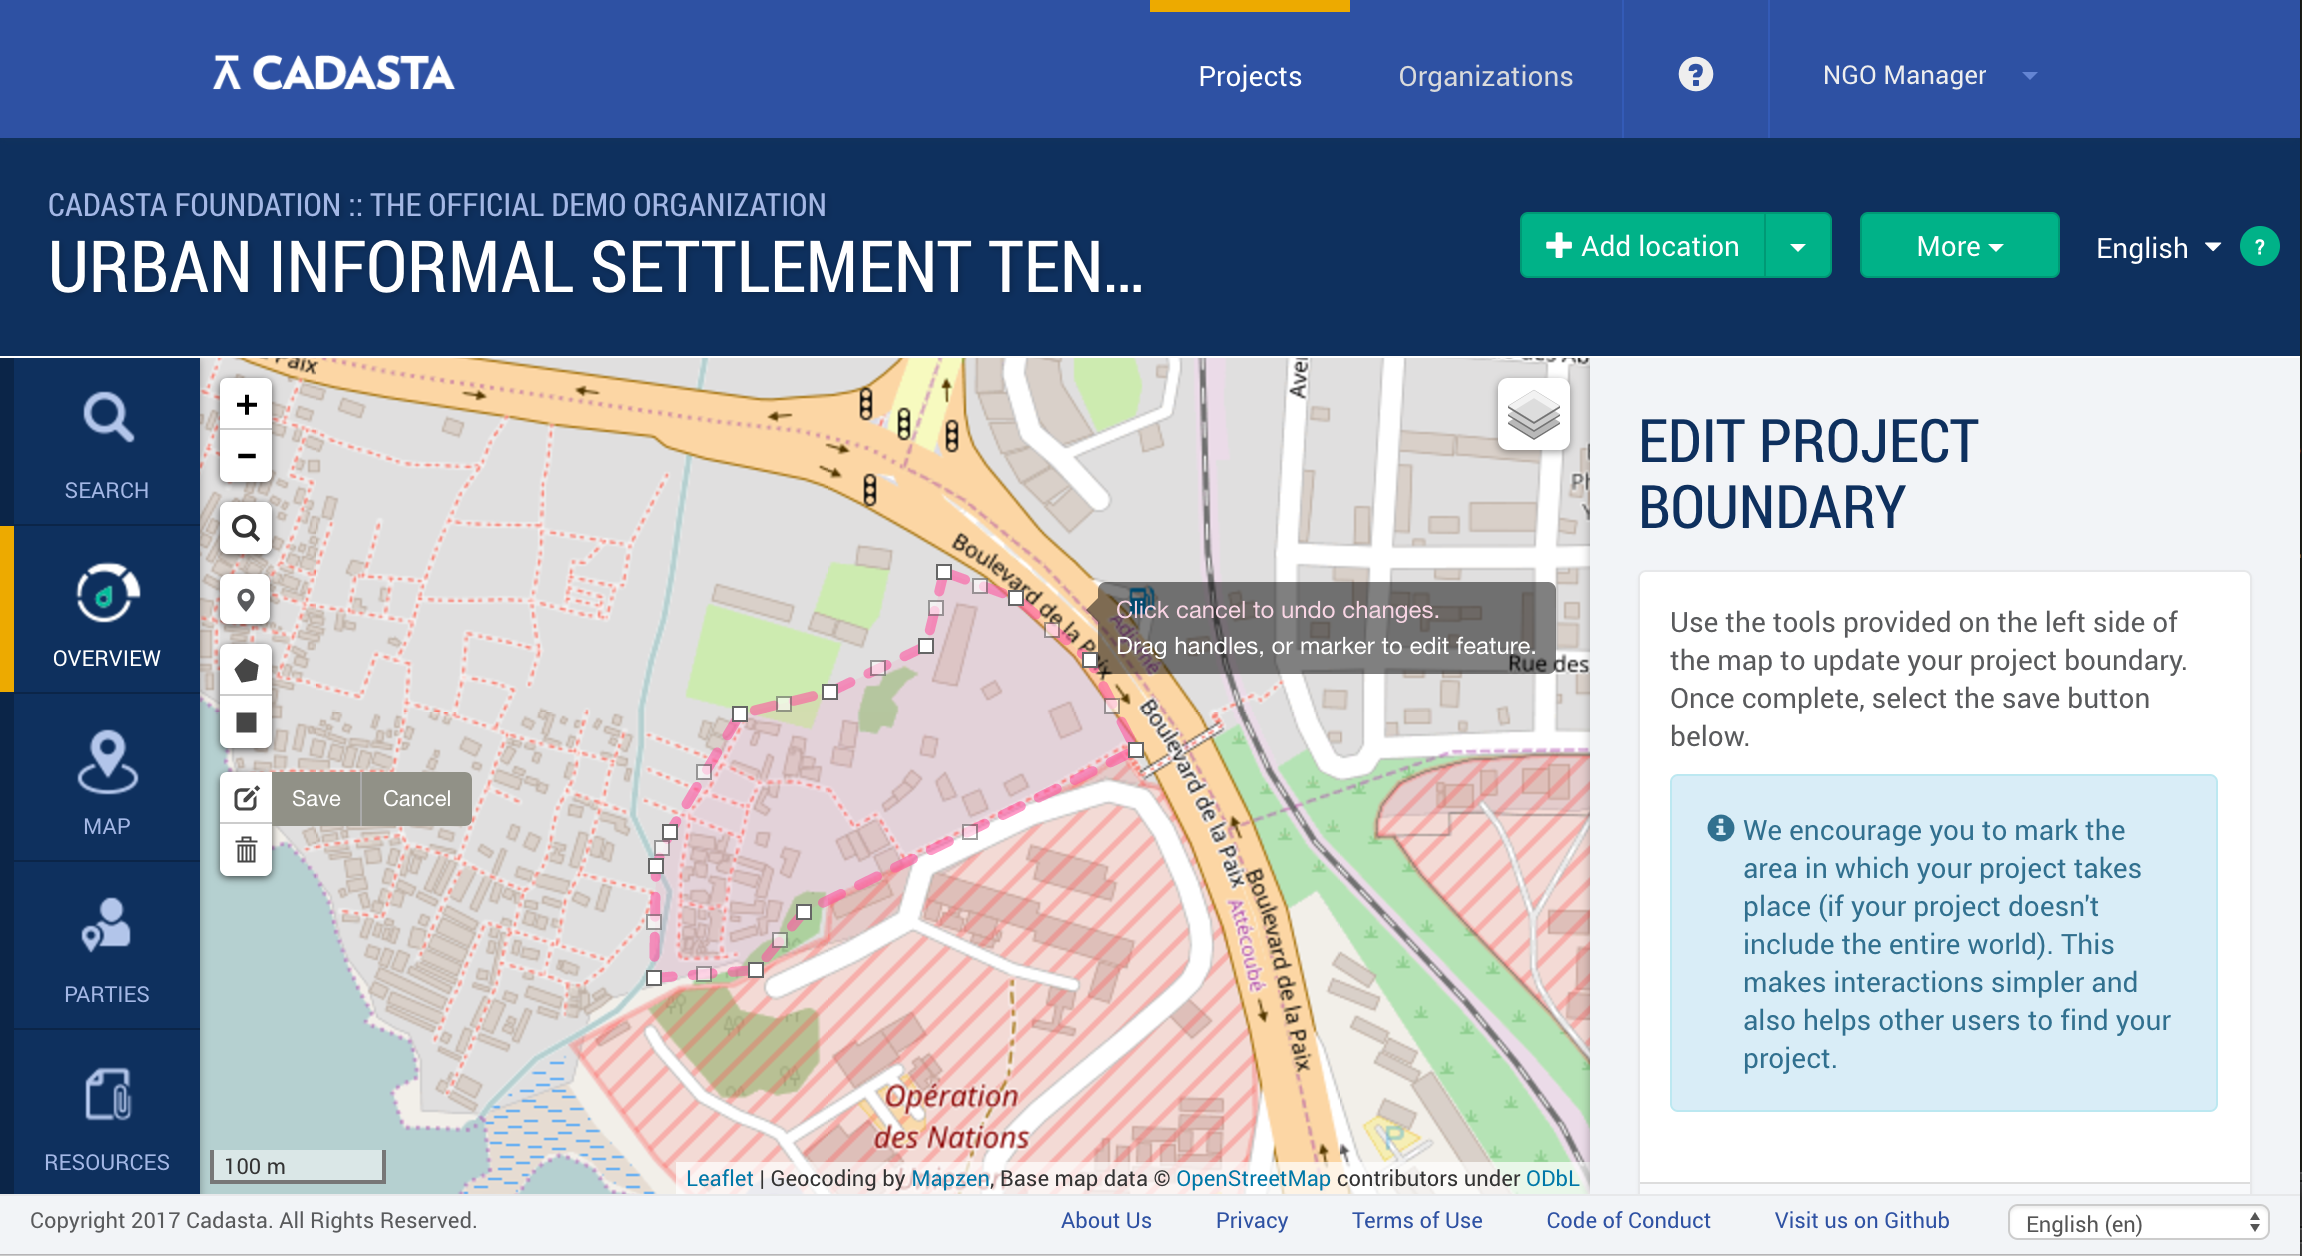 CADASTA
Projects
Organizations
?
NGO Manager
CADASTA FOUNDATION :: THE OFFICIAL DEMO ORGANIZATION
URBAN INFORMAL SETTLEMENT TEN...
Add location
More
English
?
SEARCH
OVERVIEW
MAP
PARTIES
RESOURCES
+
−
Save
Cancel
Paix
Boulevard de la Paix
Click cancel to undo changes.
Drag handles, or marker to edit feature.
Rue des
Boulevard de la Paix
Boulevard de la Paix
Attécoubé
Opération
des Nations
P
100 m
Leaflet | Geocoding by Mapzen, Base map data © OpenStreetMap contributors under ODbL
EDIT PROJECT
BOUNDARY
Use the tools provided on the left side of
the map to update your project boundary.
Once complete, select the save button
below.
We encourage you to mark the
area in which your project takes
place (if your project doesn't
include the entire world). This
makes interactions simpler and
also helps other users to find your
project.
Copyright 2017 Cadasta. All Rights Reserved.
About Us
Privacy
Terms of Use
Code of Conduct
Visit us on Github
English (en)